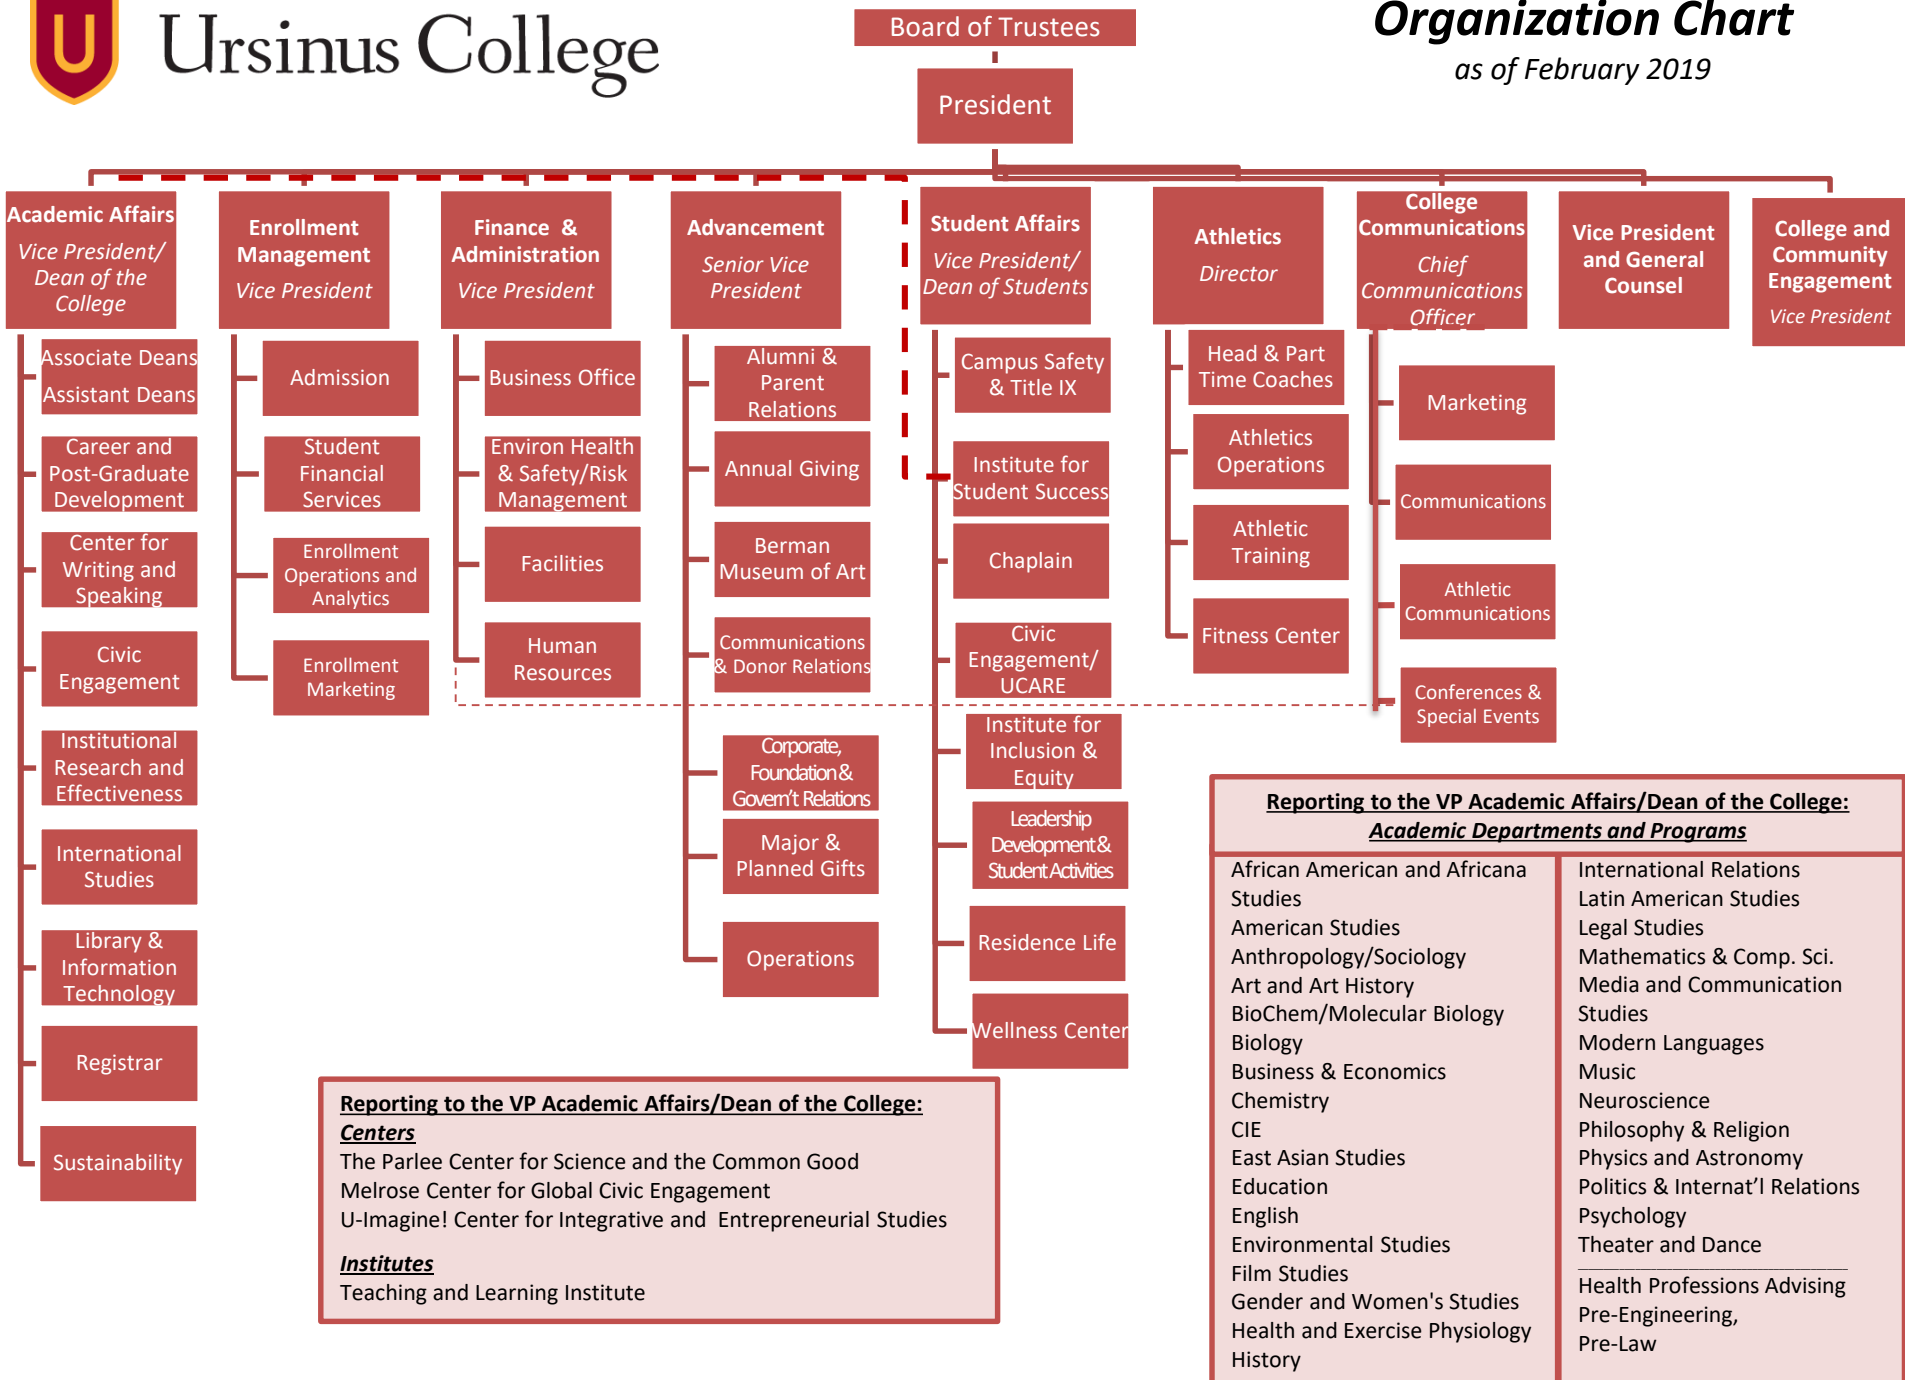 U
Ursinus College
Organization Chart
as of February 2019
Board of Trustees
President
Academic Affairs
Vice President/
Dean of the
College
Associate Deans
Assistant Deans
Career and
Post-Graduate
Development
Center for
Writing and
Speaking
Civic
Engagement
Institutional
Research and
Effectiveness
International
Studies
Library &
Information
Technology
Registrar
Sustainability
Enrollment
Management
Vice President
Admission
Student
Financial
Services
Enrollment
Operations and
Analytics
Enrollment
Marketing
Finance &
Administration
Vice President
Business Office
Environ Health
& Safety/Risk
Management
Facilities
Human
Resources
Advancement
Senior Vice
President
Alumni &
Parent
Relations
Annual Giving
Berman
Museum of Art
Communications
& Donor Relations
Corporate,
Foundation &
Govern’t Relations
Major &
Planned Gifts
Operations
Student Affairs
Vice President/
Dean of Students
Campus Safety
& Title IX
Institute for
Student Success
Chaplain
Civic
Engagement/
UCARE
Institute for
Inclusion &
Equity
Leadership
Development &
Student Activities
Residence Life
Wellness Center
Athletics
Director
Head & Part
Time Coaches
Athletics
Operations
Athletic
Training
Fitness Center
College
Communications
Chief
Communications
Officer
Marketing
Communications
Athletic
Communications
Conferences &
Special Events
Vice President
and General
Counsel
College and
Community
Engagement
Vice President
Reporting to the VP Academic Affairs/Dean of the College:
Centers
The Parlee Center for Science and the Common Good
Melrose Center for Global Civic Engagement
U-Imagine! Center for Integrative and Entrepreneurial Studies
Institutes
Teaching and Learning Institute
Reporting to the VP Academic Affairs/Dean of the College:
Academic Departments and Programs
African American and Africana
Studies
American Studies
Anthropology/Sociology
Art and Art History
BioChem/Molecular Biology
Biology
Business & Economics
Chemistry
CIE
East Asian Studies
Education
English
Environmental Studies
Film Studies
Gender and Women's Studies
Health and Exercise Physiology
History
International Relations
Latin American Studies
Legal Studies
Mathematics & Comp. Sci.
Media and Communication
Studies
Modern Languages
Music
Neuroscience
Philosophy & Religion
Physics and Astronomy
Politics & Internat’l Relations
Psychology
Theater and Dance
Health Professions Advising
Pre-Engineering,
Pre-Law